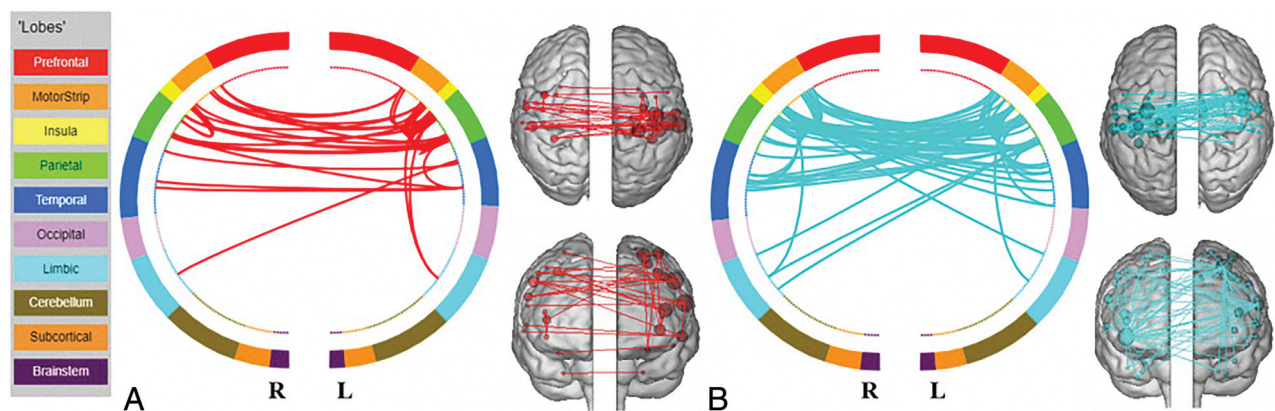 'Lobes'
Prefrontal
MotorStrip
Insula
Parietal
Temporal
Occipital
Limbic
Cerebellum
Subcortical
Brainstem
A
R L
B
R L